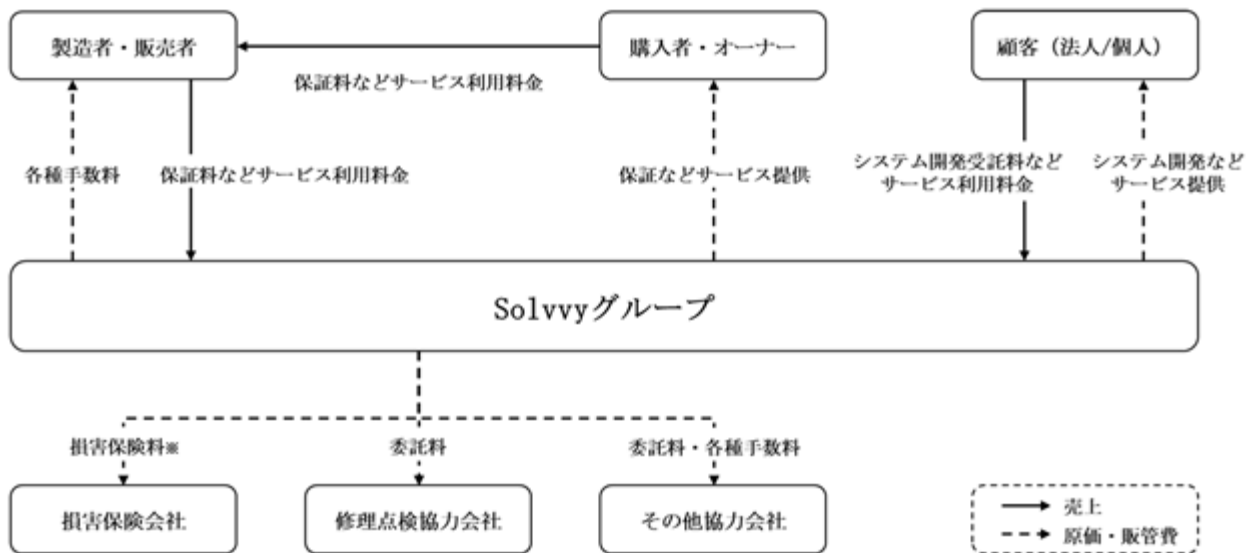 製造者・販売者
購入者・オーナー
顧客（法人/個人）
保証料などサービス利用料金
各種手数料
保証料などサービス利用料金
保証などサービス提供
システム開発受託料など
サービス利用料金
システム開発など
サービス提供
Solvvyグループ
損害保険料※
委託料
委託料・各種手数料
損害保険会社
修理点検協力会社
その他協力会社
売上
原価・販管費